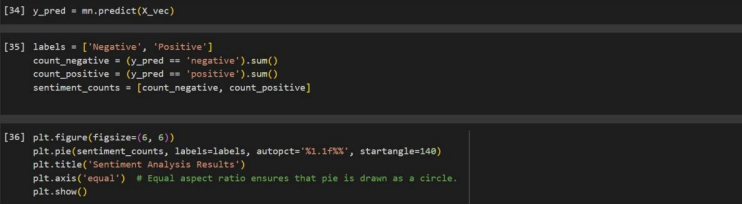 [34] y_pred = mn.predict(X_vec)
[35] labels = ['Negative', 'Positive']
count_negative = (y_pred == 'negative').sum()
count_positive = (y_pred == 'positive').sum()
sentiment_counts = [count_negative, count_positive]
[36] plt.figure(figsize=(6, 6))
plt.pie(sentiment_counts, labels=labels, autopct='%1.1f%%', startangle=140)
plt.title('Sentiment Analysis Results')
plt.axis('equal')  # Equal aspect ratio ensures that pie is drawn as a circle.
plt.show()